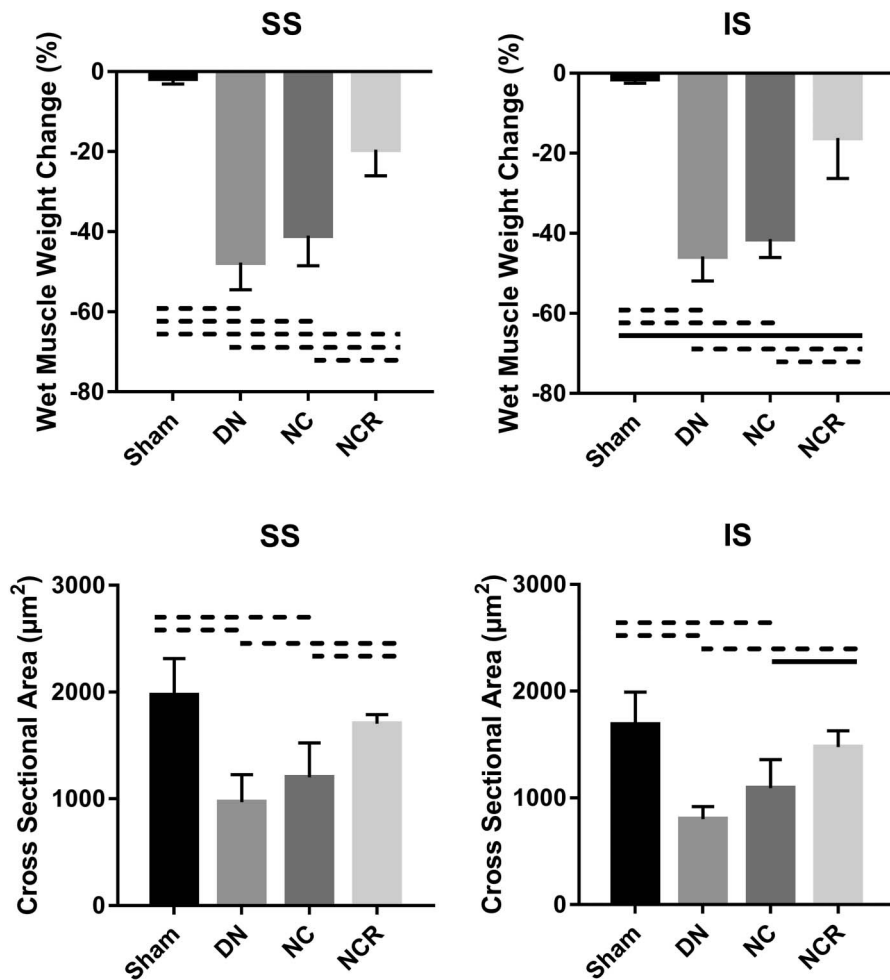 SS
Wet Muscle Weight Change (%)
0
-20
-40
-60
-80
Sham
DN
NC
NCR
IS
Wet Muscle Weight Change (%)
0
-20
-40
-60
-80
Sham
DN
NC
NCR
SS
Cross Sectional Area (µm²)
3000
2000
1000
0
Sham
DN
NC
NCR
IS
Cross Sectional Area (µm²)
3000
2000
1000
0
Sham
DN
NC
NCR